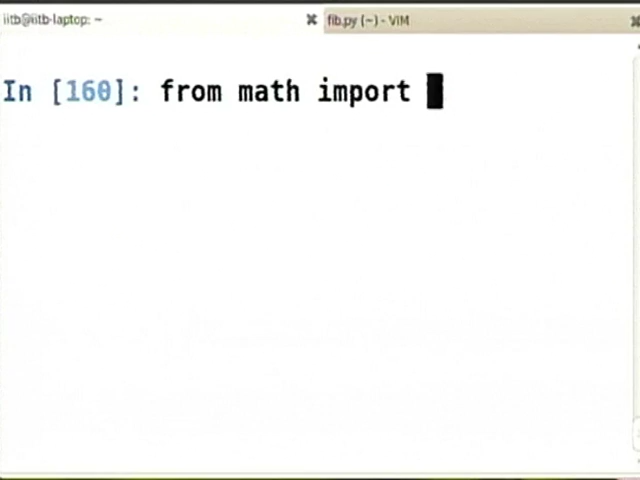 iitb@iitb-laptop: ~
fib.py (~) - VIM
In [160]: from math import